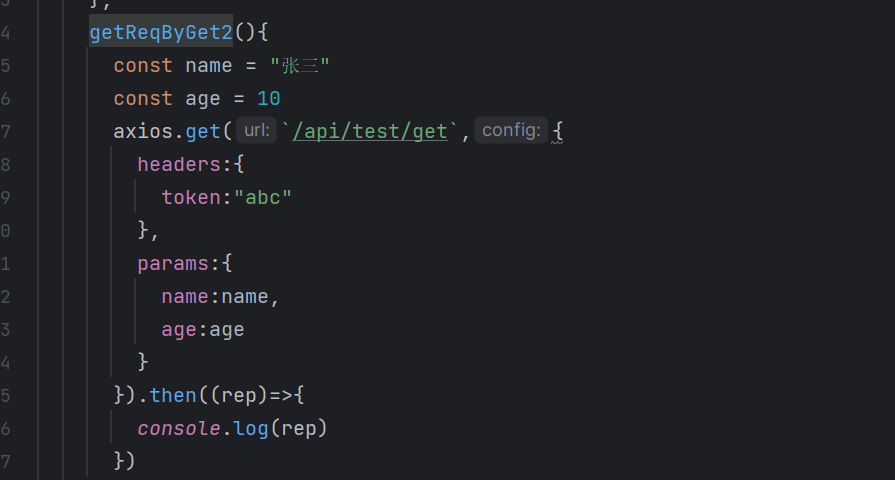 3 },
4 getReqByGet2(){
5 const name = "张三"
6 const age = 10
7 axios.get( url: `/api/test/get`, config: {
8 headers:{
9 token:"abc"
0 },
1 params:{
2 name:name,
3 age:age
4 }
5 }).then((rep)=>{
6 console.log(rep)
7 })